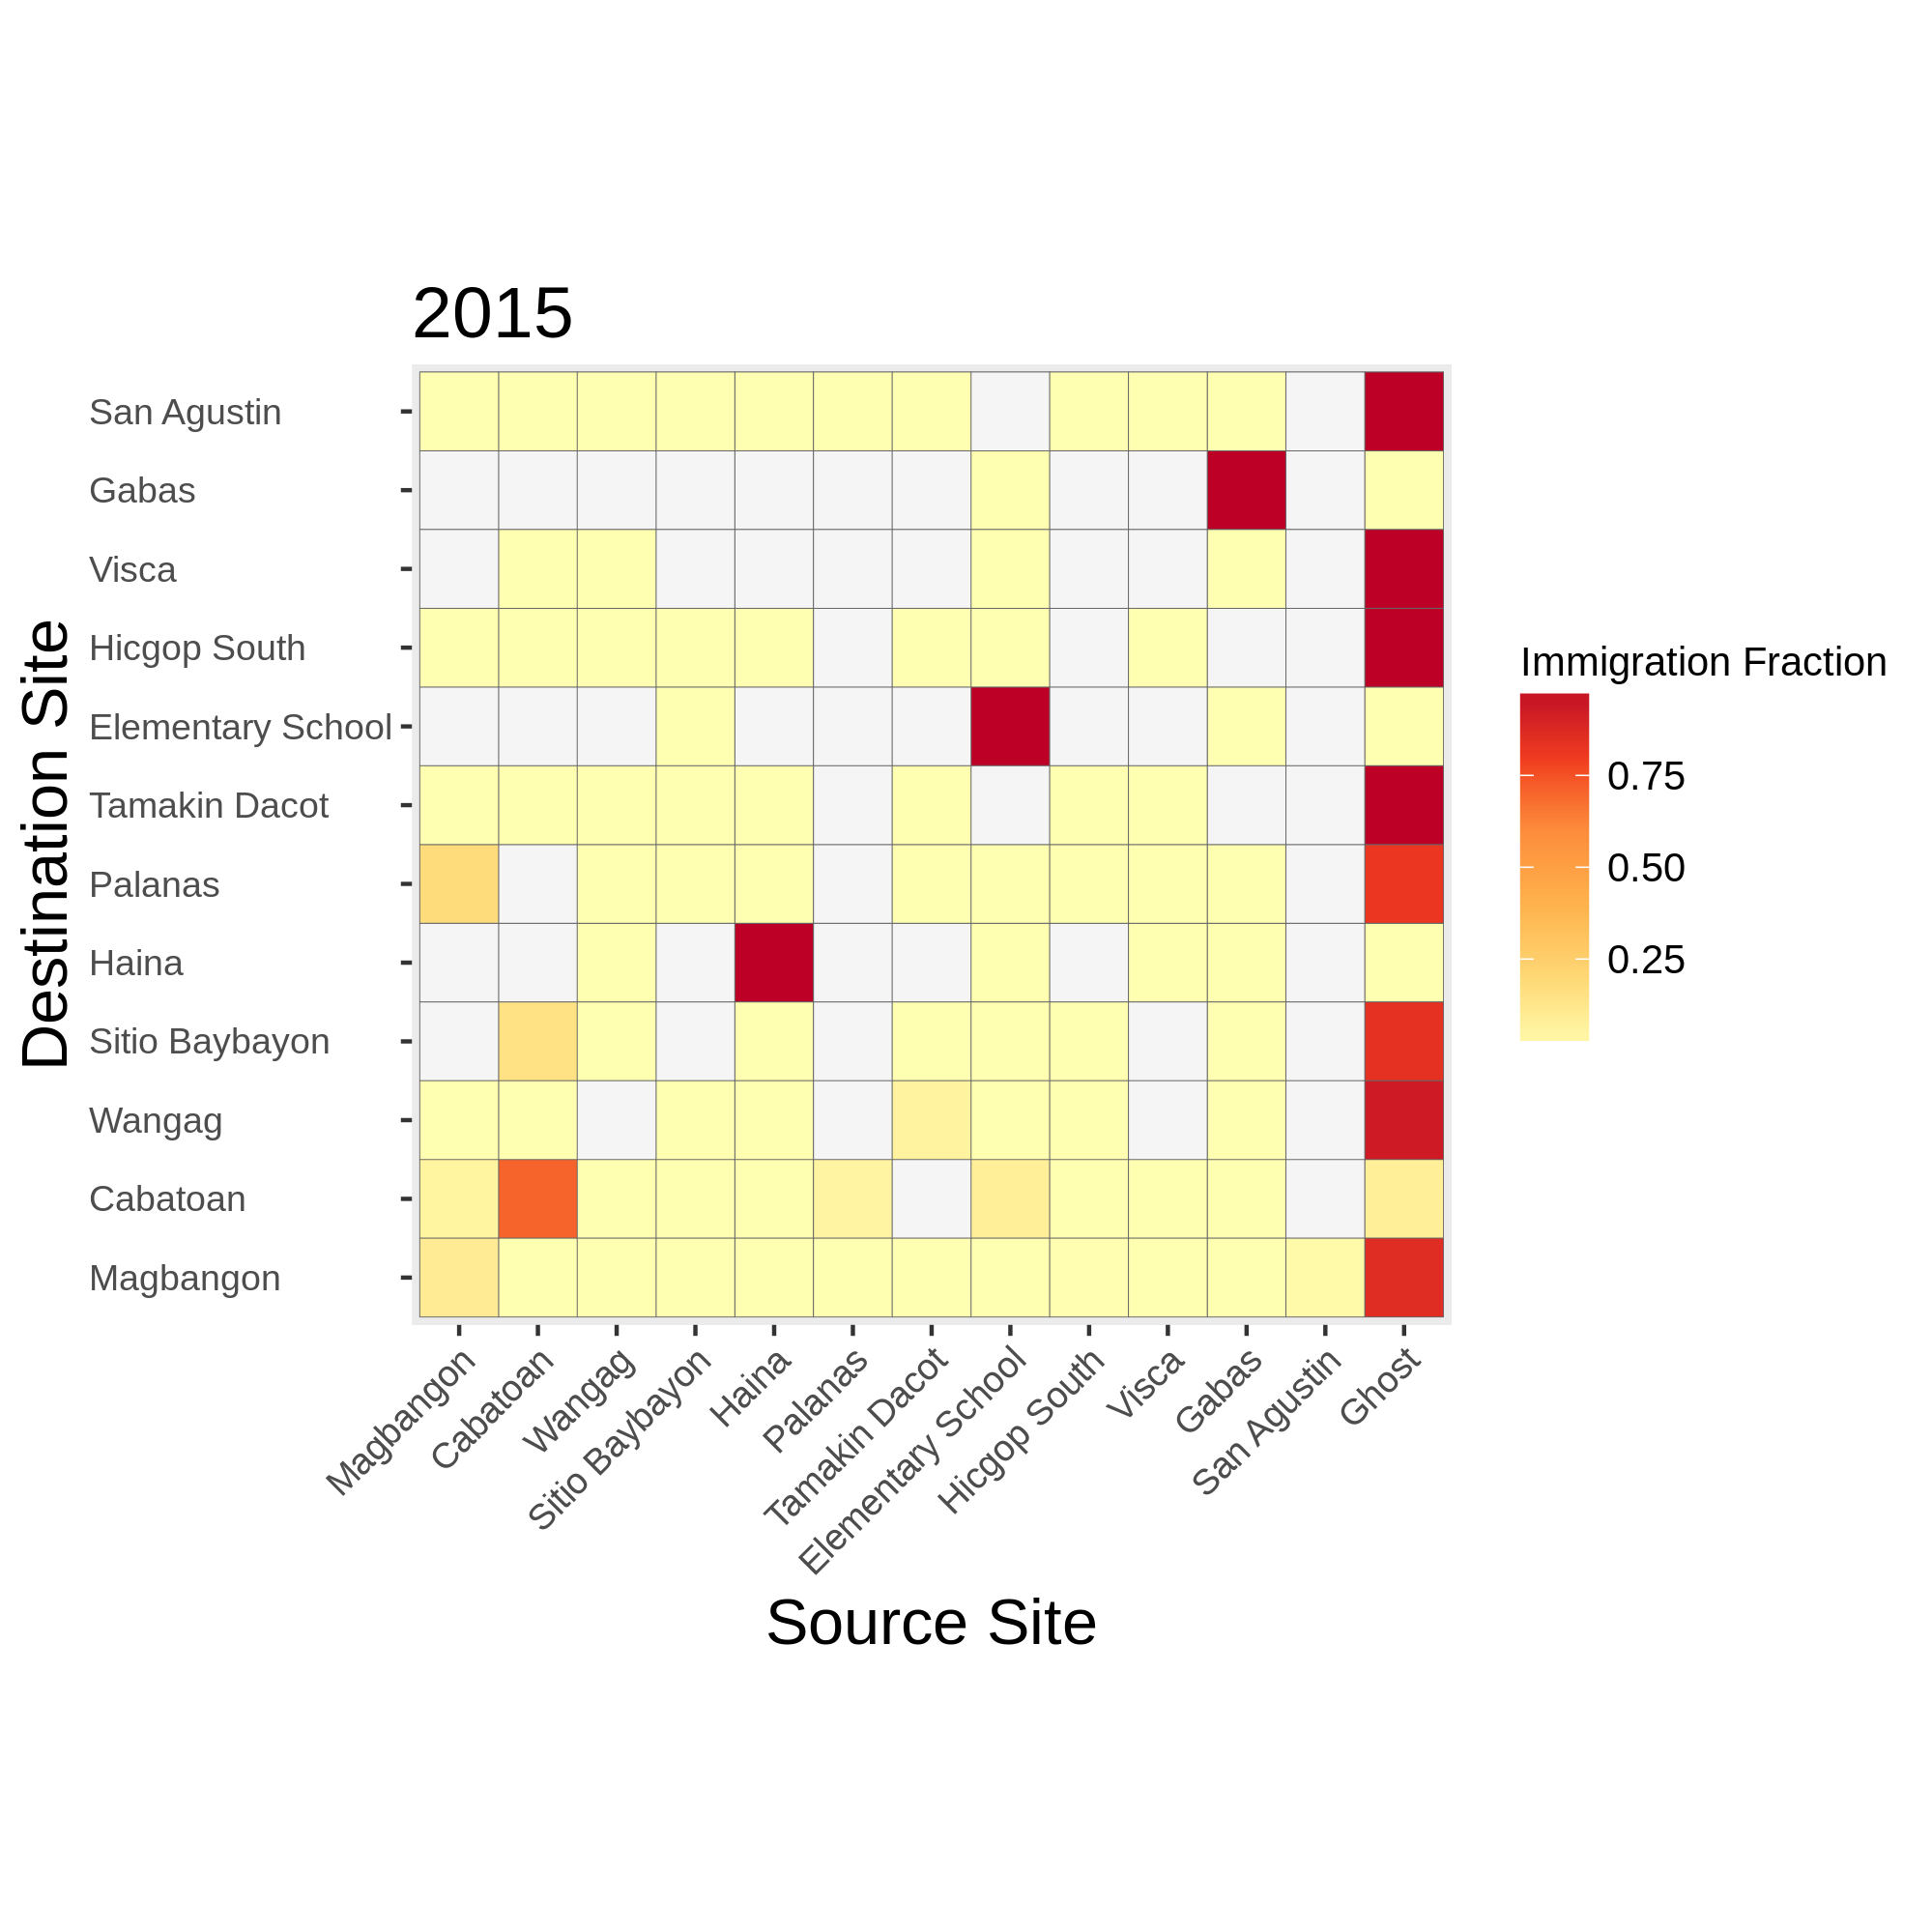 2015
San Agustin
Gabas
Visca
Hicgop South
Elementary School
Tamakin Dacot
Palanas
Haina
Sitio Baybayon
Wangag
Cabatoan
Magbangon
Destination Site
Magbangon
Cabatoan
Wangag
Sitio Baybayon
Haina
Palanas
Tamakin Dacot
Elementary School
Hicgop South
Visca
Gabas
San Agustin
Ghost
Source Site
Immigration Fraction
0.75
0.50
0.25